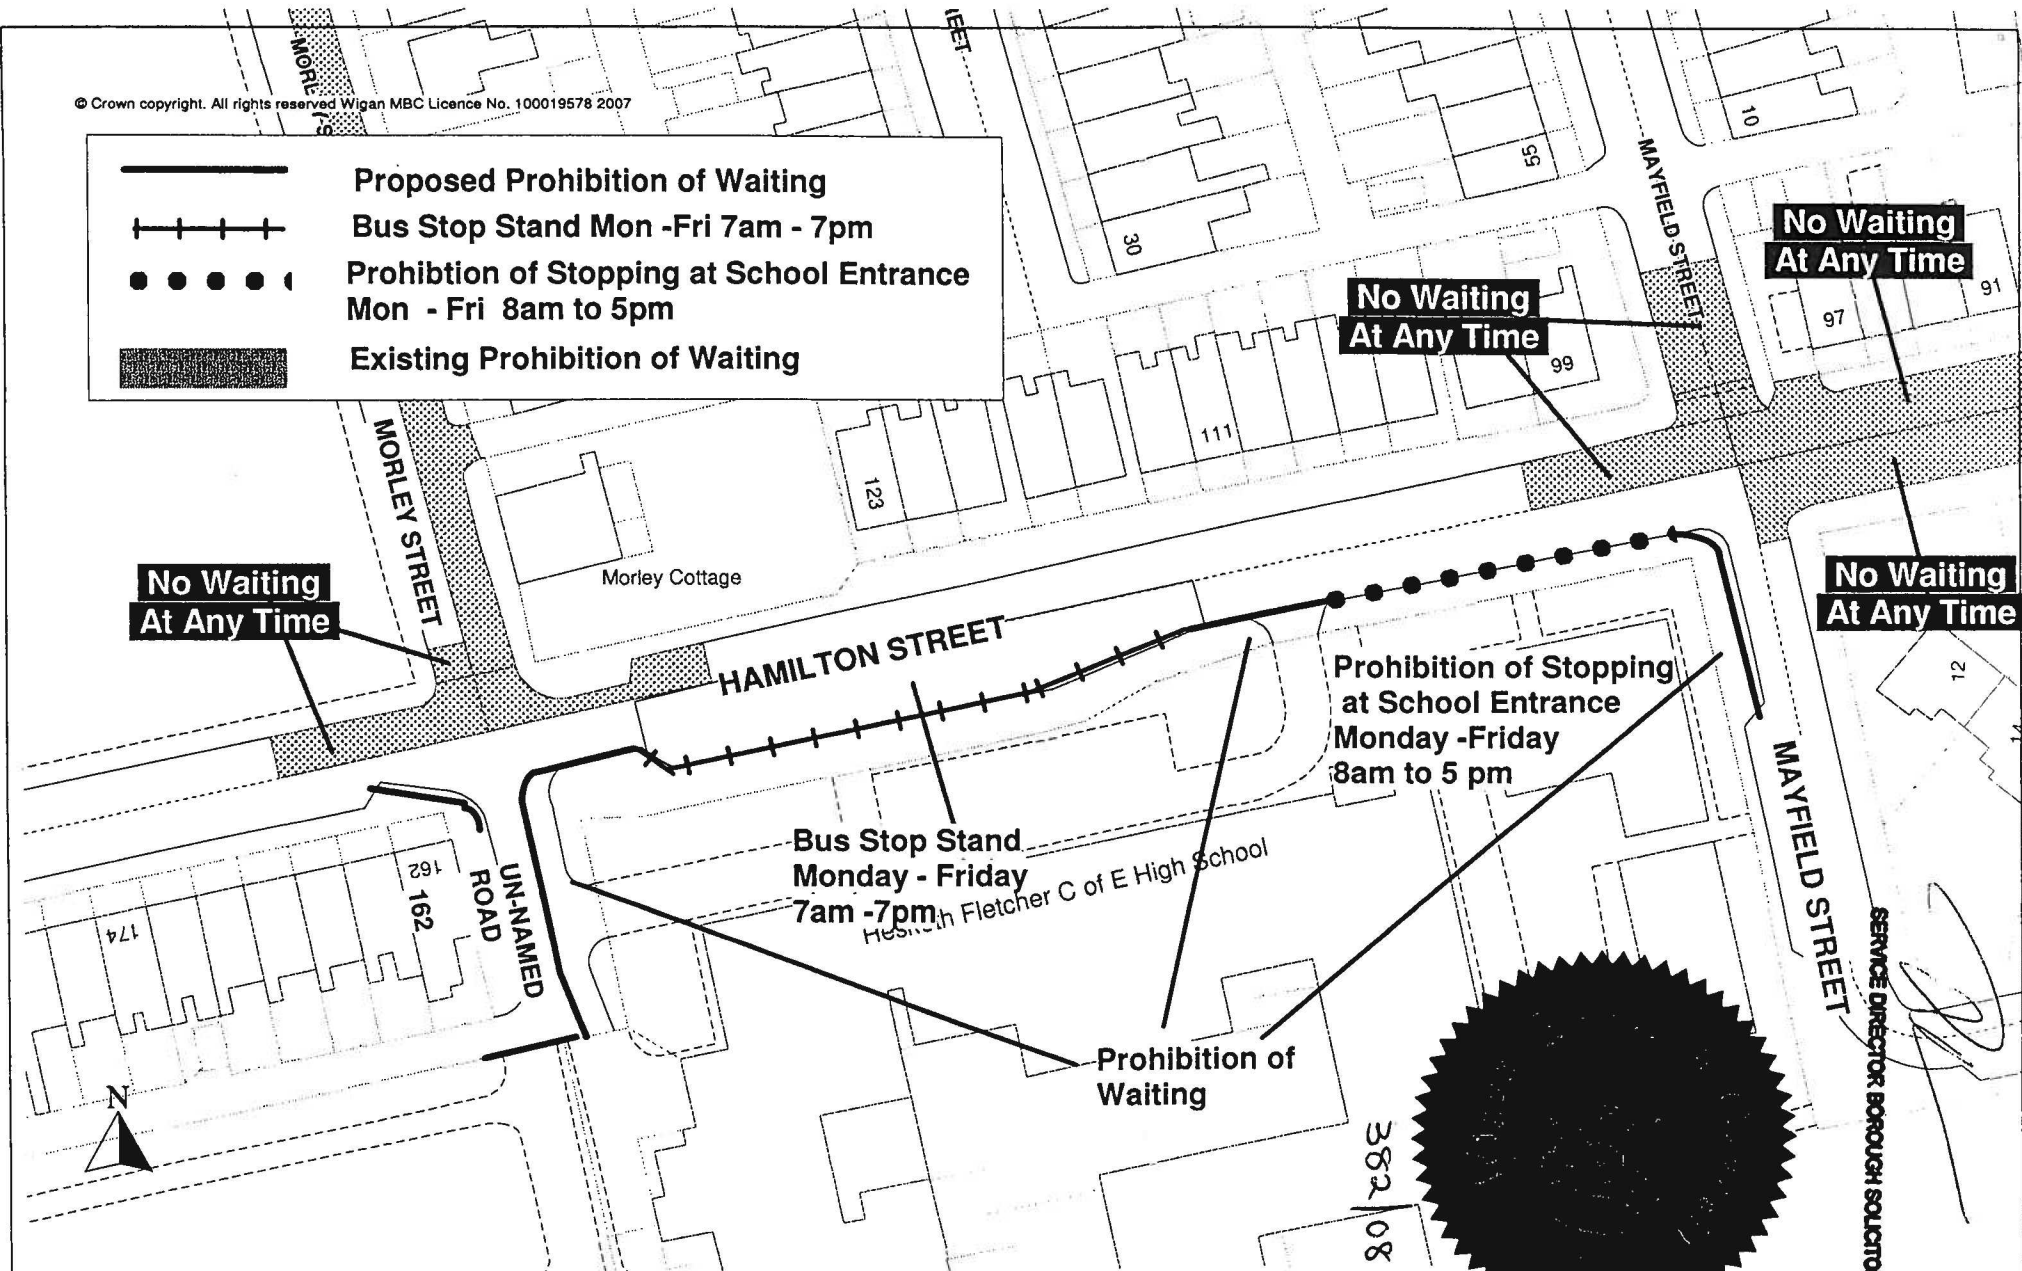 © Crown copyright. All rights reserved Wigan MBC Licence No. 100019578 2007
Proposed Prohibition of Waiting
Bus Stop Stand Mon -Fri 7am - 7pm
Prohibtion of Stopping at School Entrance
Mon - Fri 8am to 5pm
Existing Prohibition of Waiting
10
55
30
MAYFIELD STREET
No Waiting
At Any Time
91
97
No Waiting
At Any Time
99
111
123
MORLEY STREET
Morley Cottage
No Waiting
At Any Time
No Waiting
At Any Time
HAMILTON STREET
12
14
Prohibition of Stopping
at School Entrance
Monday -Friday
8am to 5 pm
MAYFIELD STREET
Bus Stop Stand
Monday - Friday
7am -7pm
Fletcher C of E High School
162
162
174
UN-NAMED
ROAD
Prohibition of
Waiting
N
382/08
SERVICE DIRECTOR BOROUGH